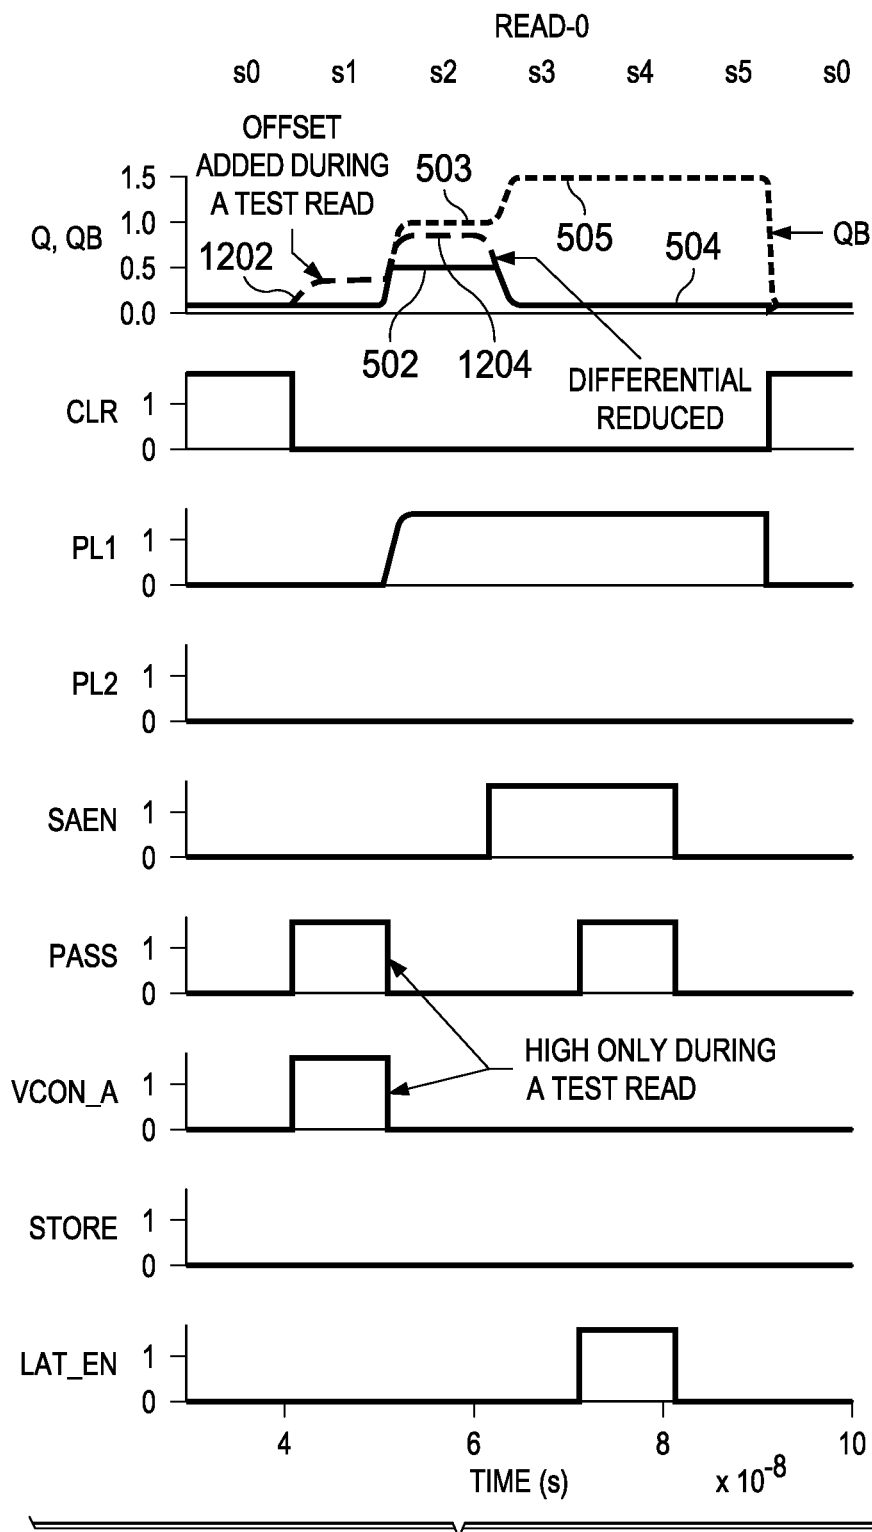 READ-0
s0 s1 s2 s3 s4 s5 s0
OFFSET
ADDED DURING
A TEST READ
Q, QB
1.5
1.0
0.5
0.0
1202
503
505
504
QB
502
1204
DIFFERENTIAL
REDUCED
CLR
1
0
PL1
1
0
PL2
1
0
SAEN
1
0
PASS
1
0
HIGH ONLY DURING
A TEST READ
VCON_A
1
0
STORE
1
0
LAT_EN
1
0
4 6 8 10
TIME (s) x 10-8